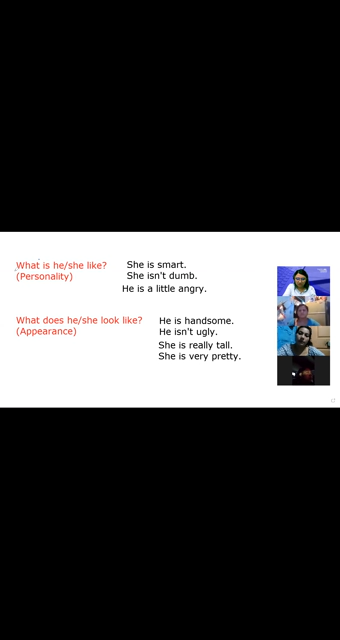 What is he/she like?
(Personality)
She is smart.
She isn't dumb.
He is a little angry.
What does he/she look like?
(Appearance)
He is handsome.
He isn't ugly.
She is really tall.
She is very pretty.